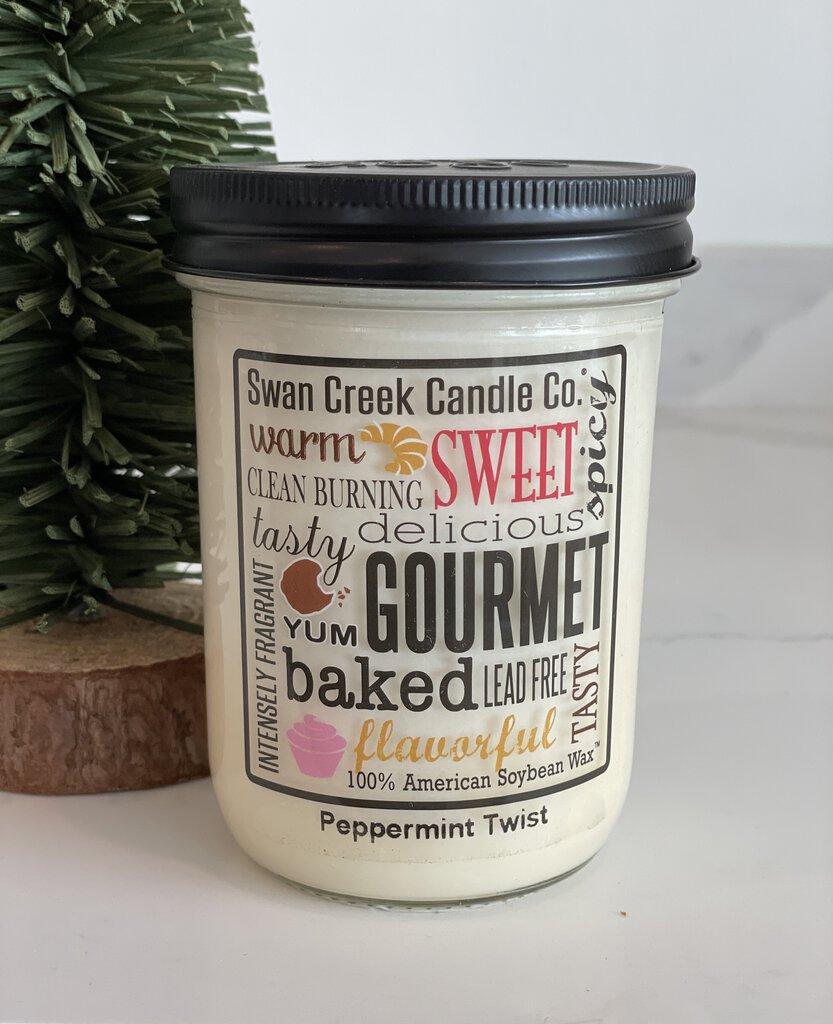 Swan Creek Candle Co.®
warm
SWEET
spicy
CLEAN BURNING
tasty
delicious
GOURMET
YUM
INTENSELY FRAGRANT
baked
LEAD FREE
TASTY
flavorful
100% American Soybean Wax™
Peppermint Twist